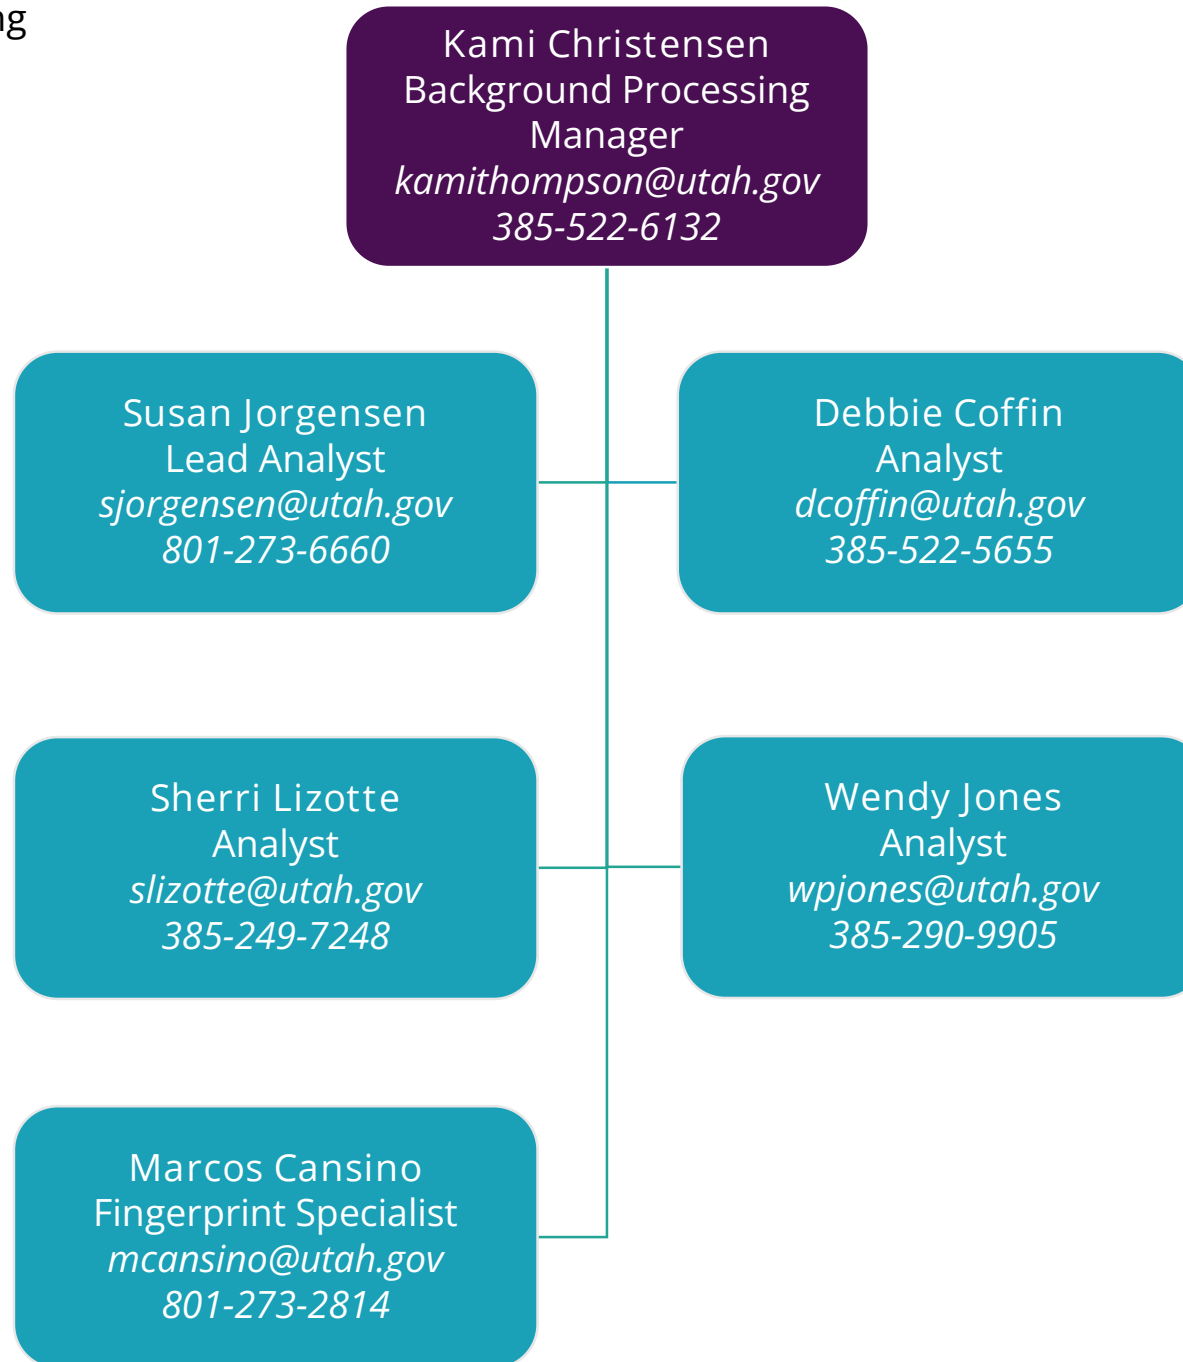 ng
Kami Christensen
Background Processing
Manager
kamithompson@utah.gov
385-522-6132
Susan Jorgensen
Lead Analyst
sjorgensen@utah.gov
801-273-6660
Debbie Coffin
Analyst
dcoffin@utah.gov
385-522-5655
Sherri Lizotte
Analyst
slizotte@utah.gov
385-249-7248
Wendy Jones
Analyst
wpjones@utah.gov
385-290-9905
Marcos Cansino
Fingerprint Specialist
mcansino@utah.gov
801-273-2814